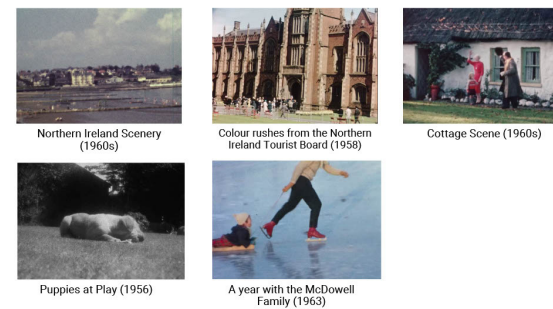 Northern Ireland Scenery
(1960s)
Colour rushes from the Northern
Ireland Tourist Board (1958)
Cottage Scene (1960s)
Puppies at Play (1956)
A year with the McDowell
Family (1963)